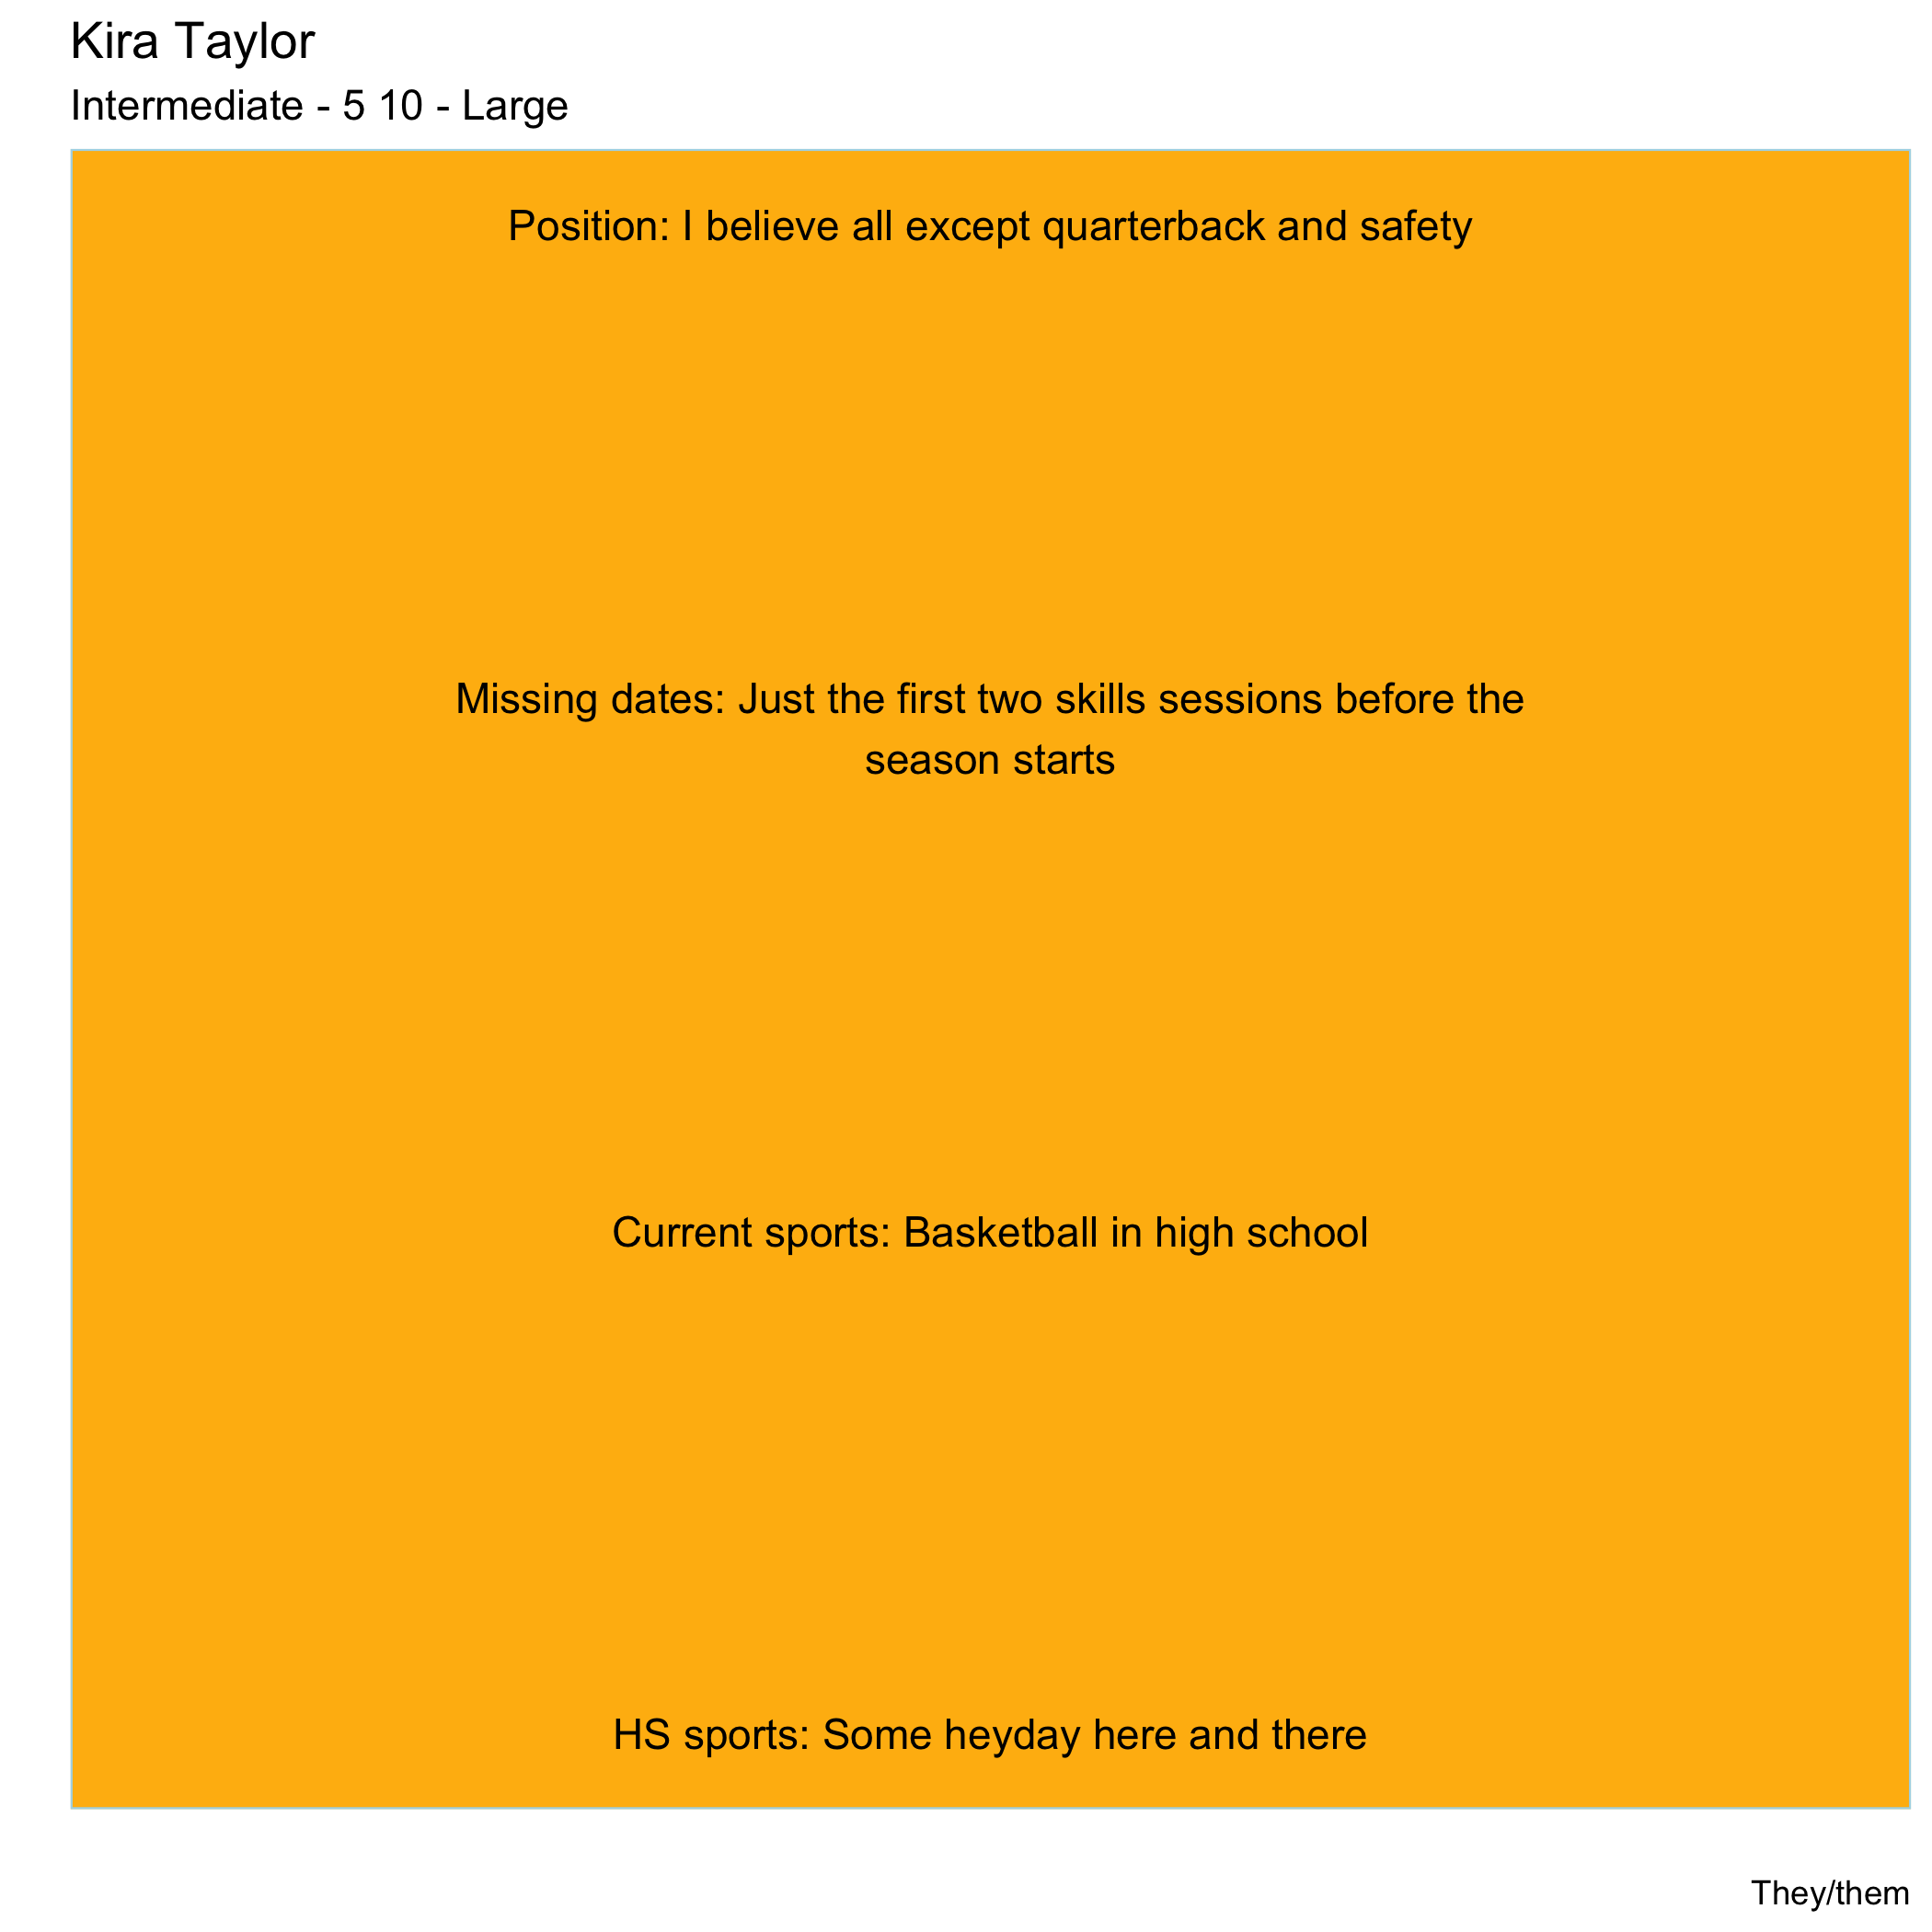 Kira Taylor
Intermediate - 5 10 - Large
Position: I believe all except quarterback and safety
Missing dates: Just the first two skills sessions before the
season starts
Current sports: Basketball in high school
HS sports: Some heyday here and there
They/them